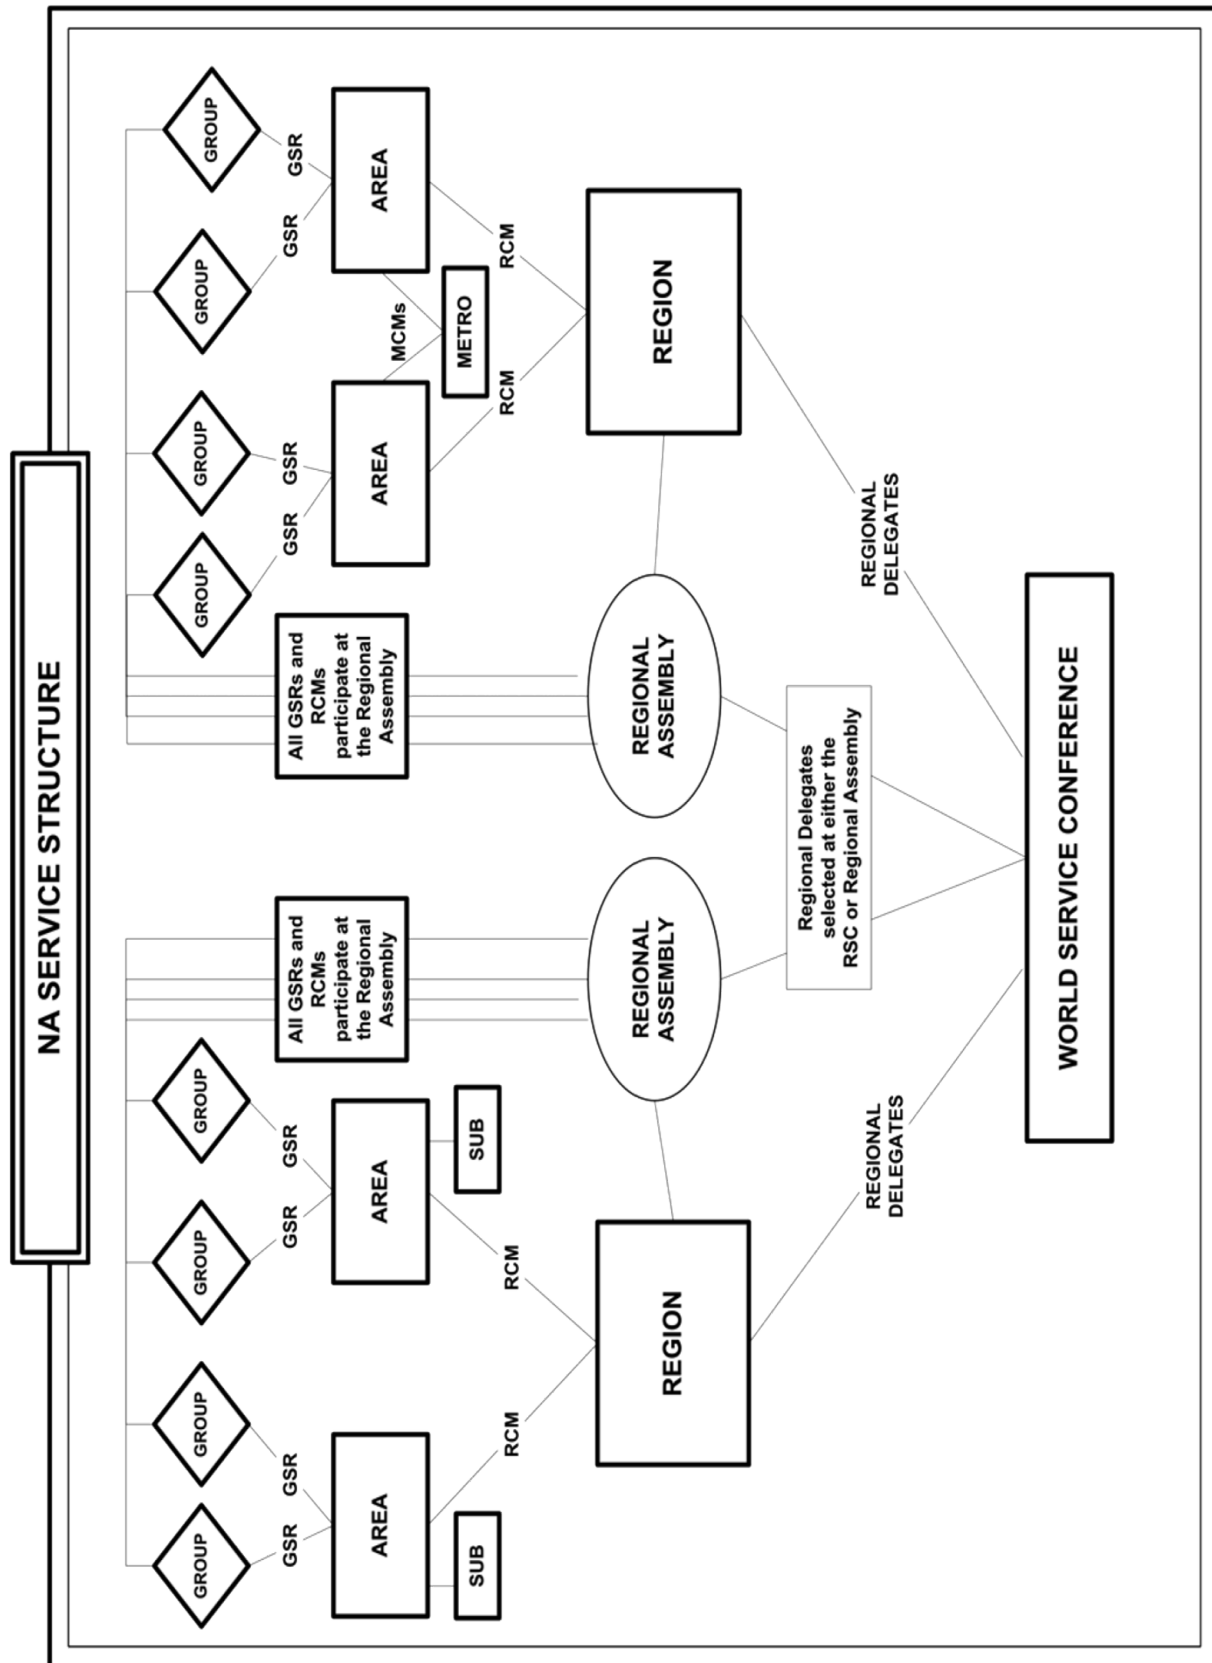 NA SERVICE STRUCTURE
GROUP
GROUP
GROUP
GROUP
GROUP
GROUP
GROUP
GROUP
GSR
GSR
GSR
GSR
GSR
GSR
GSR
GSR
All GSRs and
RCMs
participate at
the Regional
Assembly
All GSRs and
RCMs
participate at
the Regional
Assembly
AREA
AREA
AREA
AREA
MCMs
SUB
SUB
METRO
RCM
RCM
RCM
RCM
REGION
REGIONAL
ASSEMBLY
REGIONAL
ASSEMBLY
REGION
Regional Delegates
selected at either the
RSC or Regional Assembly
REGIONAL
DELEGATES
REGIONAL
DELEGATES
WORLD SERVICE CONFERENCE